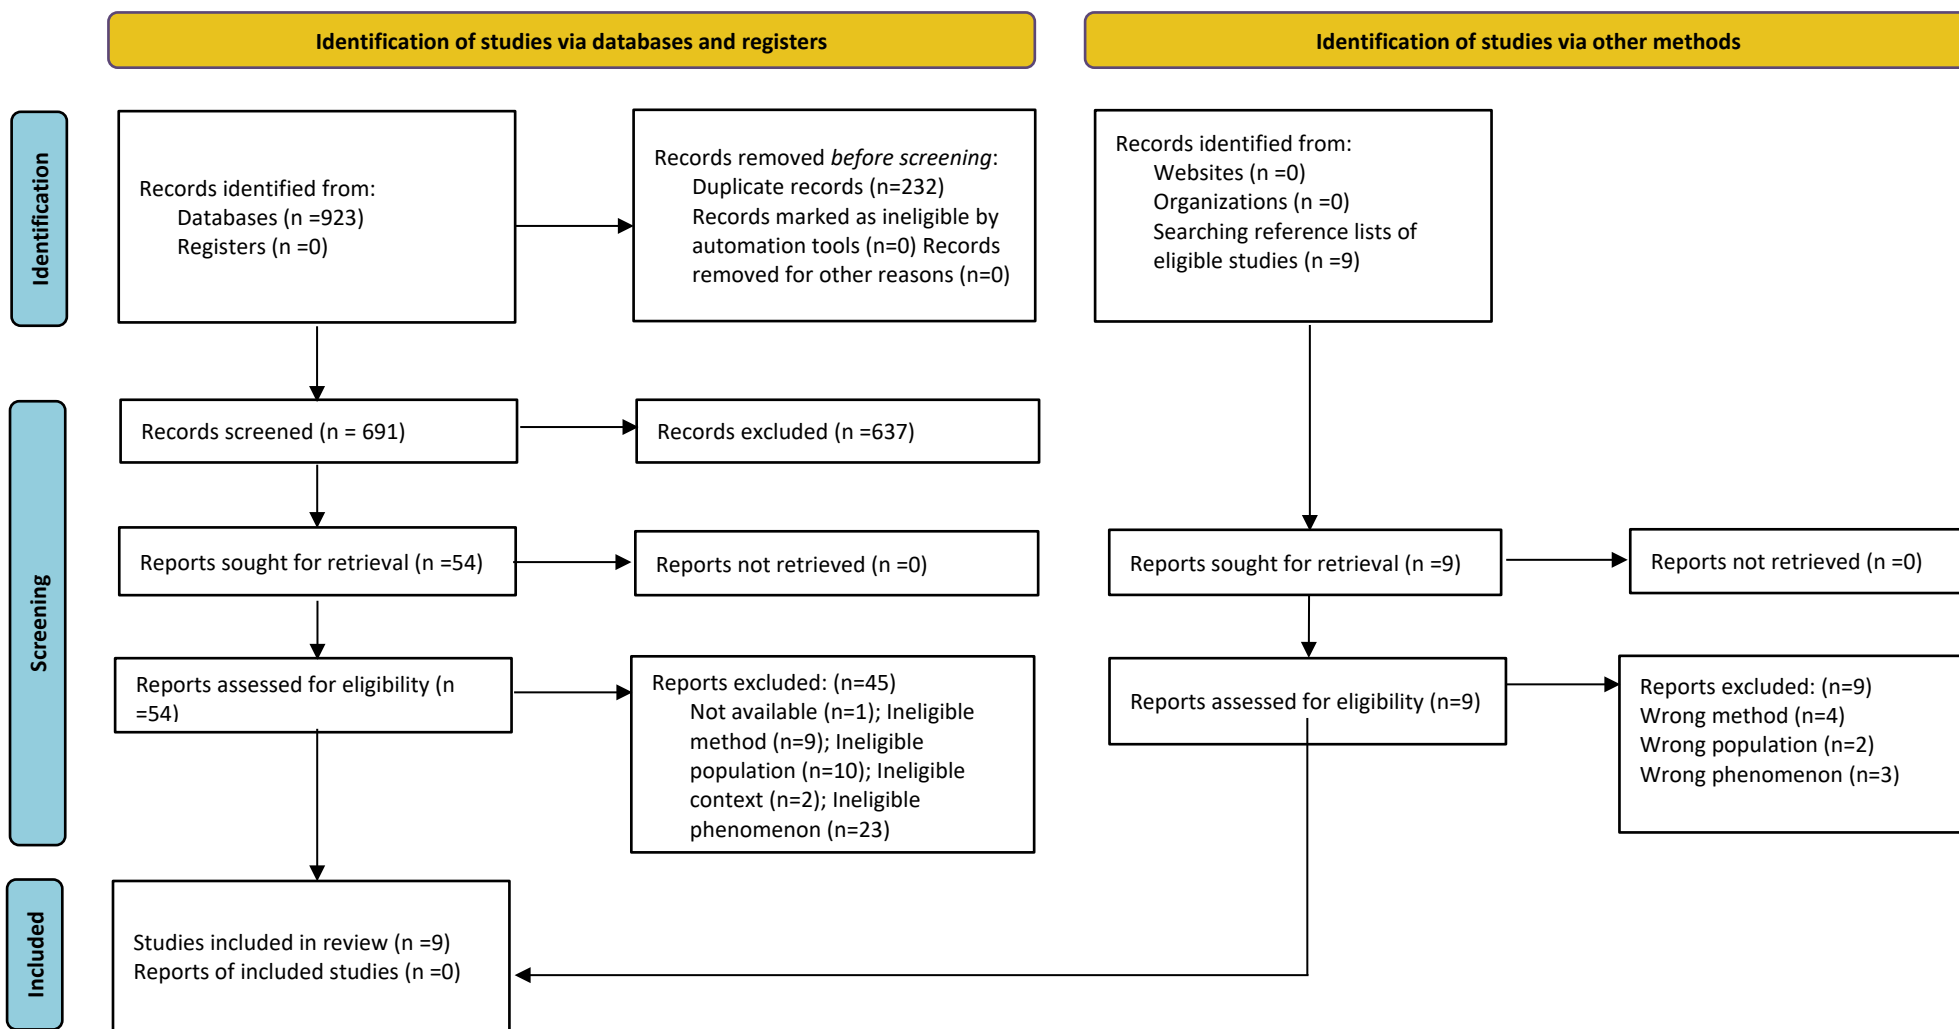 Identification of studies via databases and registers
Identification of studies via other methods
Identification
Records identified from:
Databases (n =923)
Registers (n =0)
Records removed before screening:
Duplicate records (n=232)
Records marked as ineligible by
automation tools (n=0) Records
removed for other reasons (n=0)
Records identified from:
Websites (n =0)
Organizations (n =0)
Searching reference lists of
eligible studies (n =9)
Screening
Records screened (n = 691)
Records excluded (n =637)
Reports sought for retrieval (n =54)
Reports not retrieved (n =0)
Reports sought for retrieval (n =9)
Reports not retrieved (n =0)
Reports assessed for eligibility (n
=54)
Reports excluded: (n=45)
Not available (n=1); Ineligible
method (n=9); Ineligible
population (n=10); Ineligible
context (n=2); Ineligible
phenomenon (n=23)
Reports assessed for eligibility (n=9)
Reports excluded: (n=9)
Wrong method (n=4)
Wrong population (n=2)
Wrong phenomenon (n=3)
Included
Studies included in review (n =9)
Reports of included studies (n =0)